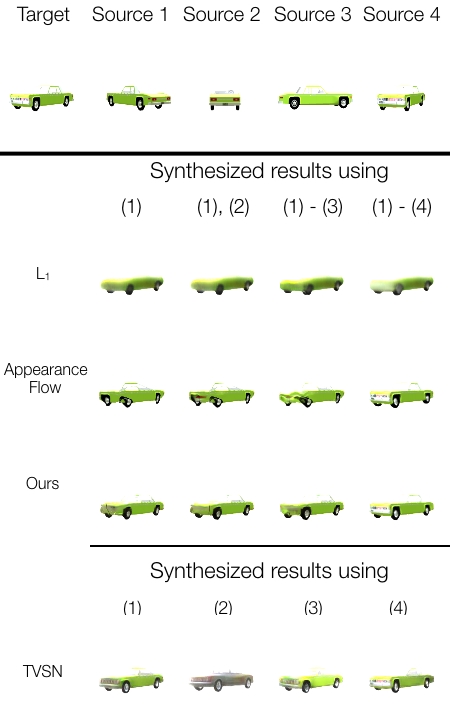 Target Source 1 Source 2 Source 3 Source 4
Synthesized results using
(1) (1), (2) (1) - (3) (1) - (4)
L₁
Appearance
Flow
Ours
Synthesized results using
(1) (2) (3) (4)
TVSN